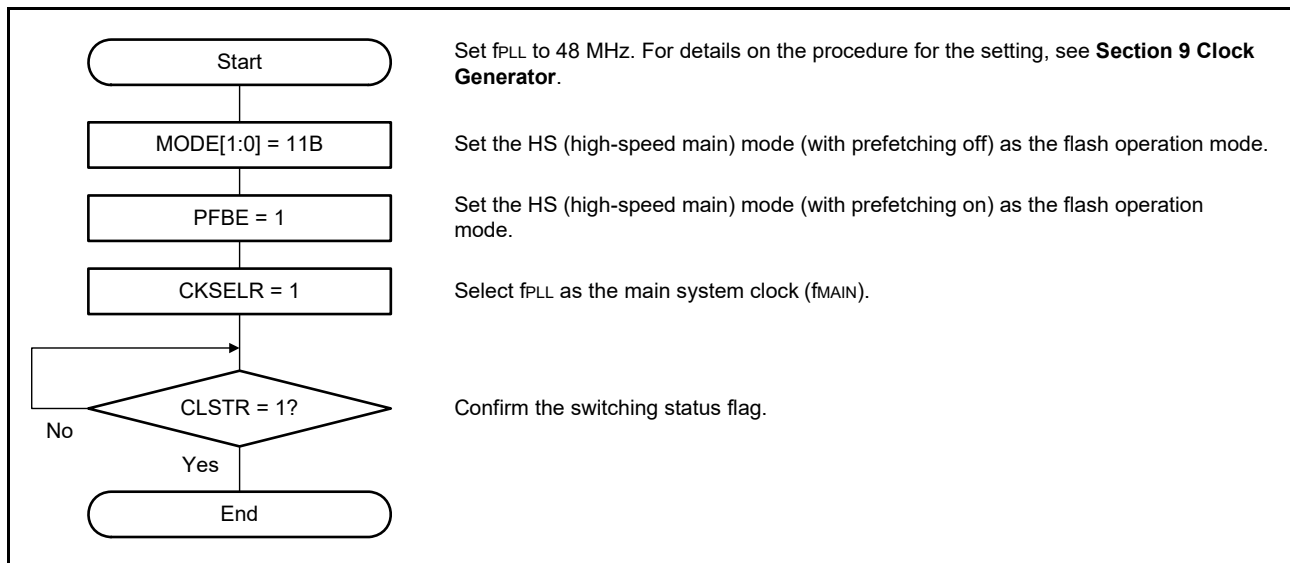 Start
Set fPLL to 48 MHz. For details on the procedure for the setting, see Section 9 Clock
Generator.
MODE[1:0] = 11B
Set the HS (high-speed main) mode (with prefetching off) as the flash operation mode.
PFBE = 1
Set the HS (high-speed main) mode (with prefetching on) as the flash operation
mode.
CKSELR = 1
Select fPLL as the main system clock (fMAIN).
CLSTR = 1?
Confirm the switching status flag.
No
Yes
End